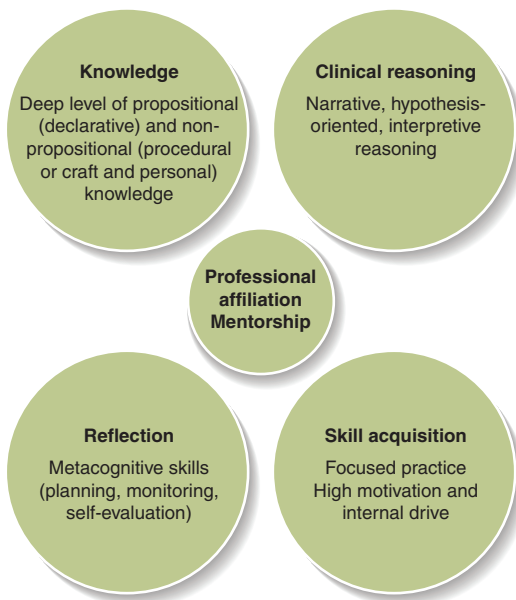 Knowledge
Deep level of propositional
(declarative) and non-
propositional (procedural
or craft and personal)
knowledge
Clinical reasoning
Narrative, hypothesis-
oriented, interpretive
reasoning
Professional
affiliation
Mentorship
Reflection
Metacognitive skills
(planning, monitoring,
self-evaluation)
Skill acquisition
Focused practice
High motivation and
internal drive